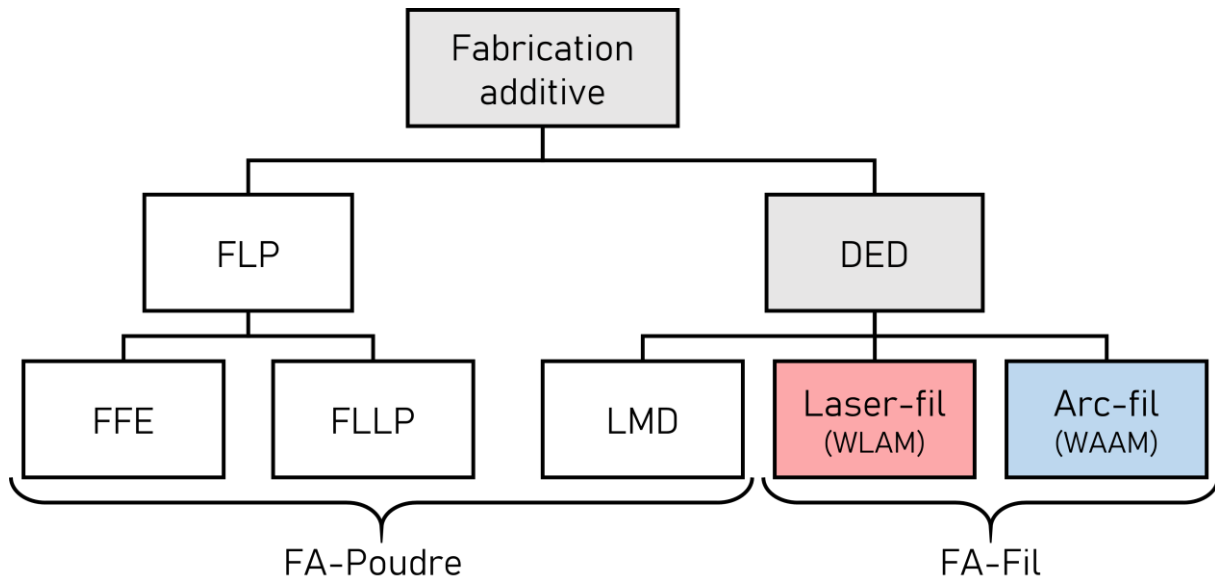 Fabrication
additive
FLP
DED
FFE
FLLP
LMD
Laser-fil
(WLAM)
Arc-fil
(WAAM)
FA-Poudre
FA-Fil